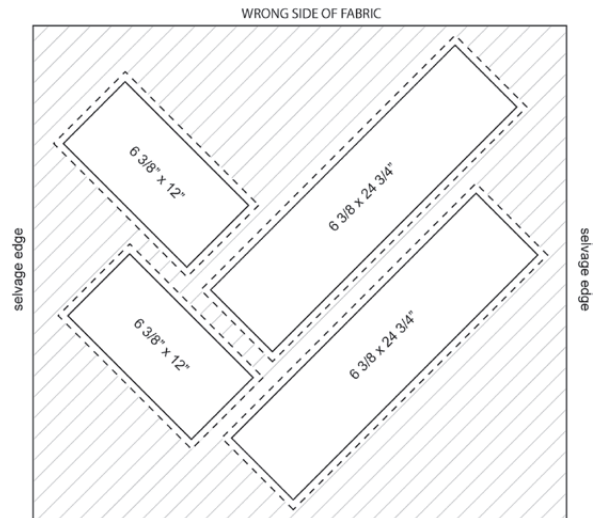 WRONG SIDE OF FABRIC
6 3/8" x 12"
6 3/8 x 24 3/4"
selvage edge
selvage edge
6 3/8" x 12"
6 3/8 x 24 3/4"